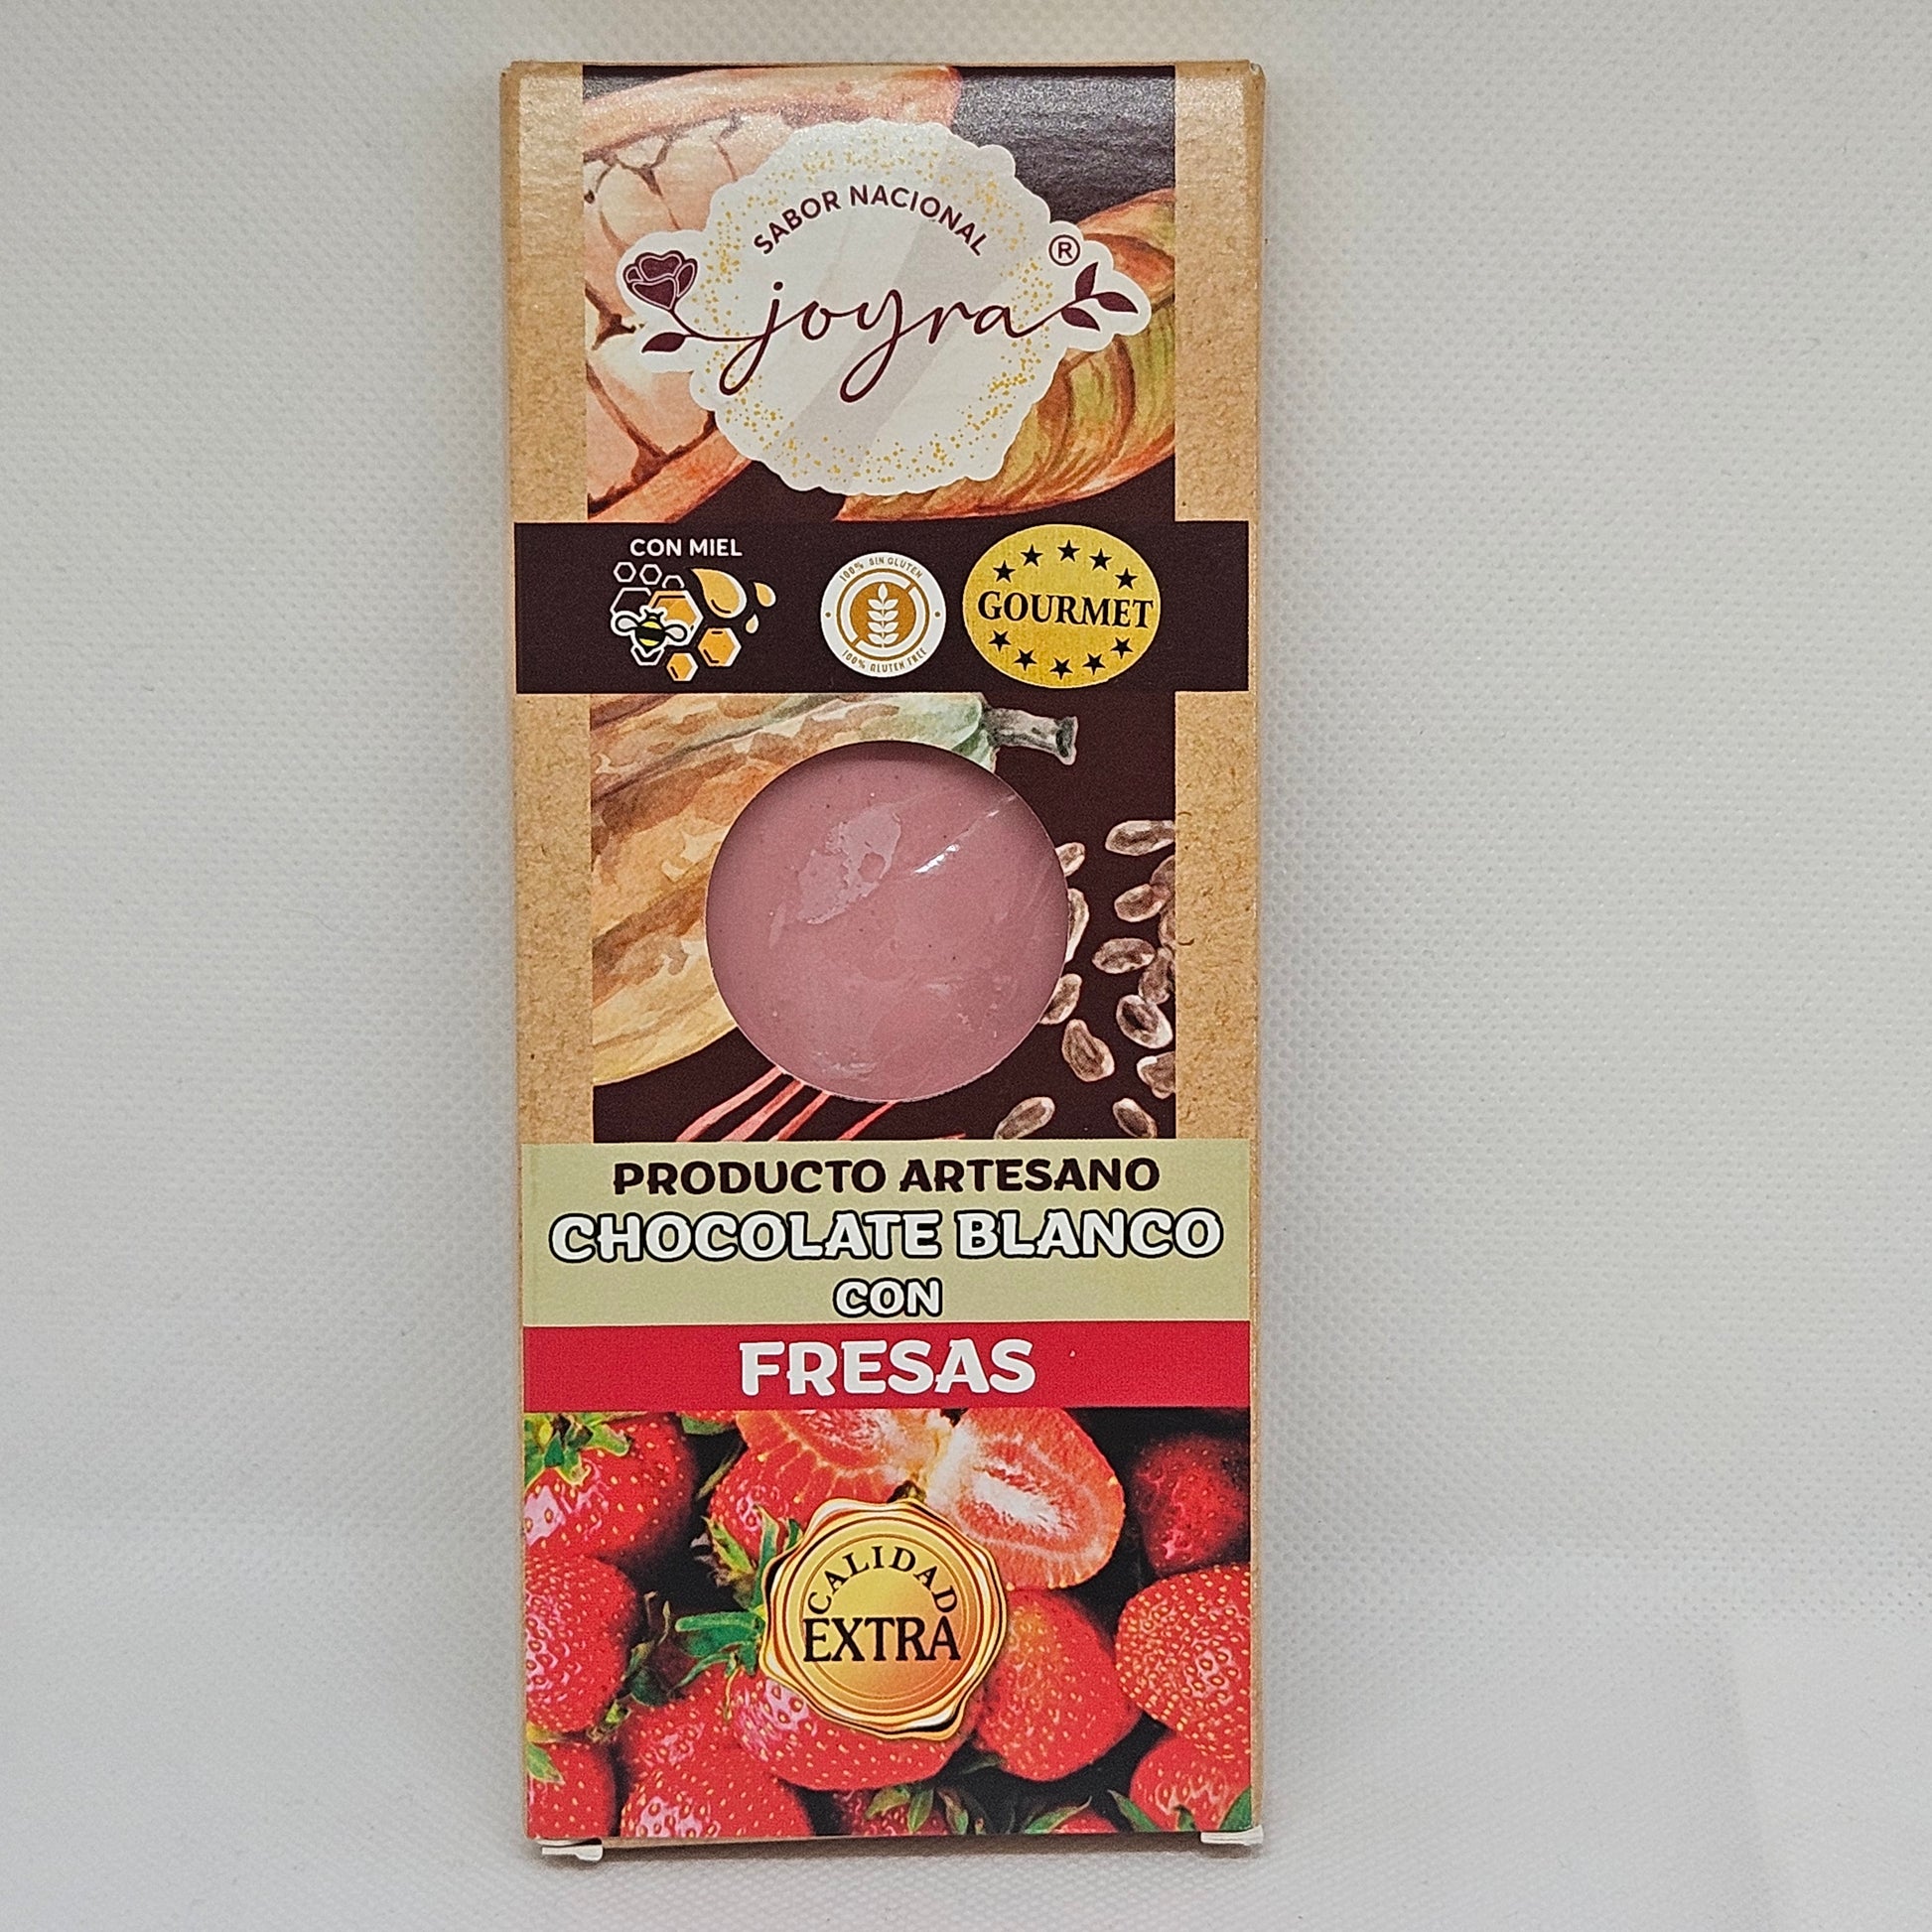 SABOR NACIONAL
®
joyra
CON MIEL
100% SIN GLUTEN
100% GLUTEN FREE
GOURMET
PRODUCTO ARTESANO
CHOCOLATE BLANCO
CON
FRESAS
CALIDAD
EXTRA